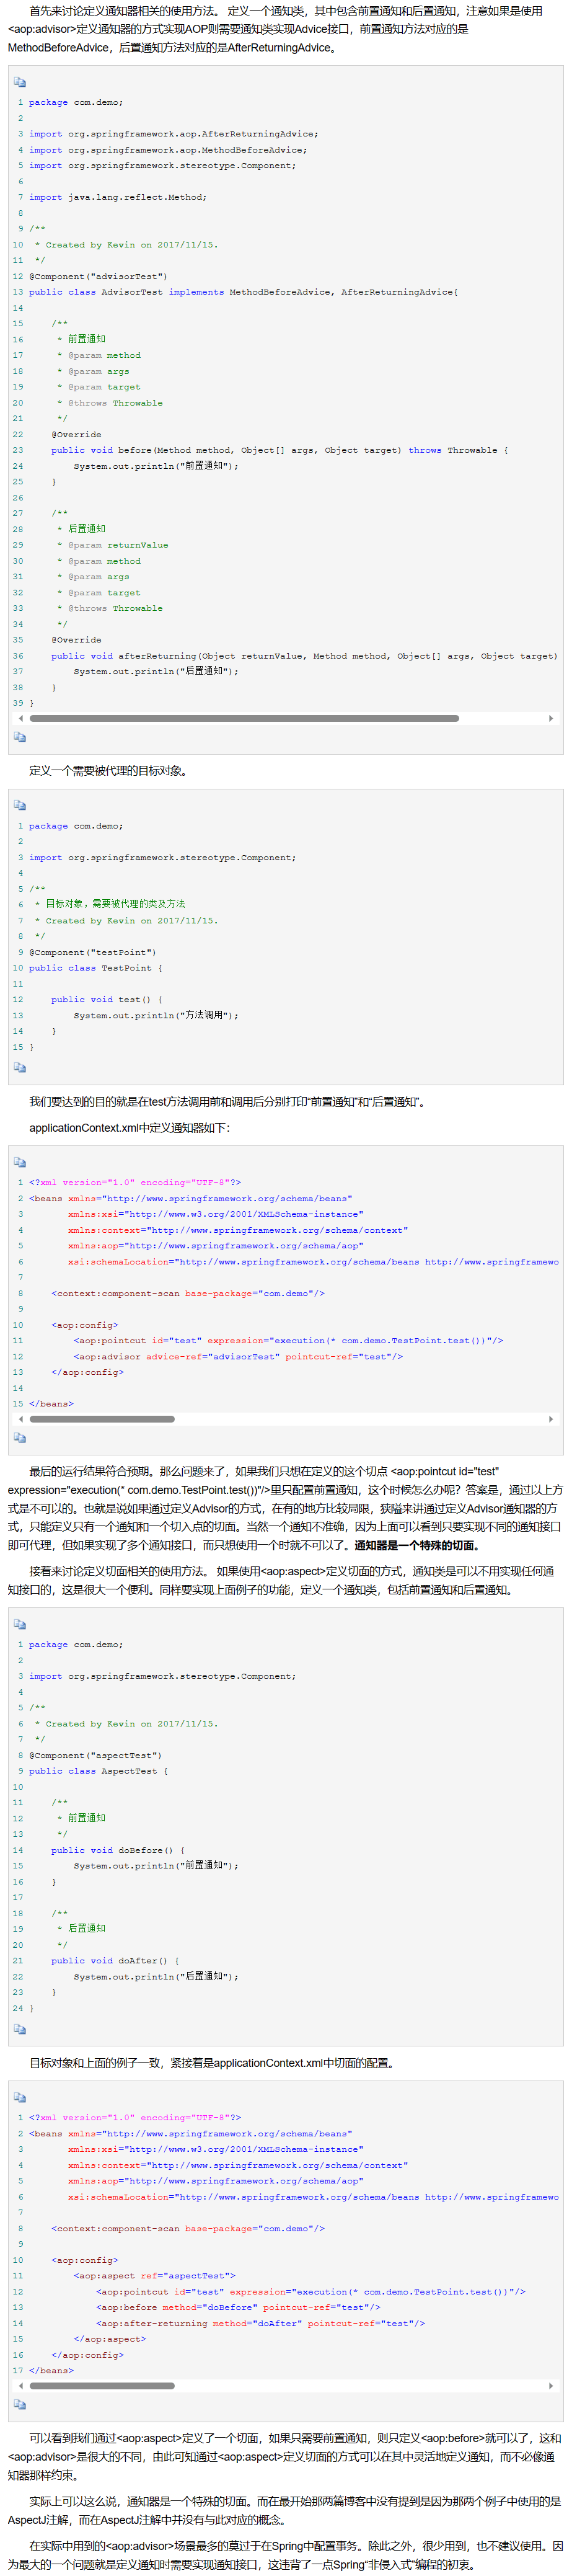 首先来讨论定义通知器相关的使用方法。 定义一个通知类，其中包含前置通知和后置通知，注意如果是使用
<aop:advisor>定义通知器的方式实现AOP则需要通知类实现Advice接口，前置通知方法对应的是
MethodBeforeAdvice，后置通知方法对应的是AfterReturningAdvice。
1 package com.demo;
2
3 import org.springframework.aop.AfterReturningAdvice;
4 import org.springframework.aop.MethodBeforeAdvice;
5 import org.springframework.stereotype.Component;
6
7 import java.lang.reflect.Method;
8
9 /**
10  * Created by Kevin on 2017/11/15.
11  */
12 @Component("advisorTest")
13 public class AdvisorTest implements MethodBeforeAdvice, AfterReturningAdvice{
14
15     /**
16      * 前置通知
17      * @param method
18      * @param args
19      * @param target
20      * @throws Throwable
21      */
22     @Override
23     public void before(Method method, Object[] args, Object target) throws Throwable {
24         System.out.println("前置通知");
25     }
26
27     /**
28      * 后置通知
29      * @param returnValue
30      * @param method
31      * @param args
32      * @param target
33      * @throws Throwable
34      */
35     @Override
36     public void afterReturning(Object returnValue, Method method, Object[] args, Object target)
37         System.out.println("后置通知");
38     }
39 }
定义一个需要被代理的目标对象。
1 package com.demo;
2
3 import org.springframework.stereotype.Component;
4
5 /**
6  * 目标对象，需要被代理的类及方法
7  * Created by Kevin on 2017/11/15.
8  */
9 @Component("testPoint")
10 public class TestPoint {
11
12     public void test() {
13         System.out.println("方法调用");
14     }
15 }
我们要达到的目的就是在test方法调用前和调用后分别打印“前置通知”和“后置通知”。
applicationContext.xml中定义通知器如下：
1 <?xml version="1.0" encoding="UTF-8"?>
2 <beans xmlns="http://www.springframework.org/schema/beans"
3        xmlns:xsi="http://www.w3.org/2001/XMLSchema-instance"
4        xmlns:context="http://www.springframework.org/schema/context"
5        xmlns:aop="http://www.springframework.org/schema/aop"
6        xsi:schemaLocation="http://www.springframework.org/schema/beans http://www.springframewo
7
8     <context:component-scan base-package="com.demo"/>
9
10     <aop:config>
11         <aop:pointcut id="test" expression="execution(* com.demo.TestPoint.test())"/>
12         <aop:advisor advice-ref="advisorTest" pointcut-ref="test"/>
13     </aop:config>
14
15 </beans>
最后的运行结果符合预期。那么问题来了，如果我们只想在定义的这个切点 <aop:pointcut id="test"
expression="execution(* com.demo.TestPoint.test())"/>里只配置前置通知，这个时候怎么办呢？答案是，通过以上方
式是不可以的。也就是说如果通过定义Advisor的方式，在有的地方比较局限，狭隘来讲通过定义Advisor通知器的方
式，只能定义只有一个通知和一个切入点的切面。当然一个通知不准确，因为上面可以看到只要实现不同的通知接口
即可代理，但如果实现了多个通知接口，而只想使用一个时就不可以了。通知器是一个特殊的切面。
接着来讨论定义切面相关的使用方法。 如果使用<aop:aspect>定义切面的方式，通知类是可以不用实现任何通
知接口的，这是很大一个便利。同样要实现上面例子的功能，定义一个通知类，包括前置通知和后置通知。
1 package com.demo;
2
3 import org.springframework.stereotype.Component;
4
5 /**
6  * Created by Kevin on 2017/11/15.
7  */
8 @Component("aspectTest")
9 public class AspectTest {
10
11     /**
12      * 前置通知
13      */
14     public void doBefore() {
15         System.out.println("前置通知");
16     }
17
18     /**
19      * 后置通知
20      */
21     public void doAfter() {
22         System.out.println("后置通知");
23     }
24 }
目标对象和上面的例子一致，紧接着是applicationContext.xml中切面的配置。
1 <?xml version="1.0" encoding="UTF-8"?>
2 <beans xmlns="http://www.springframework.org/schema/beans"
3        xmlns:xsi="http://www.w3.org/2001/XMLSchema-instance"
4        xmlns:context="http://www.springframework.org/schema/context"
5        xmlns:aop="http://www.springframework.org/schema/aop"
6        xsi:schemaLocation="http://www.springframework.org/schema/beans http://www.springframewo
7
8     <context:component-scan base-package="com.demo"/>
9
10     <aop:config>
11         <aop:aspect ref="aspectTest">
12             <aop:pointcut id="test" expression="execution(* com.demo.TestPoint.test())"/>
13             <aop:before method="doBefore" pointcut-ref="test"/>
14             <aop:after-returning method="doAfter" pointcut-ref="test"/>
15         </aop:aspect>
16     </aop:config>
17 </beans>
可以看到我们通过<aop:aspect>定义了一个切面，如果只需要前置通知，则只定义<aop:before>就可以了，这和
<aop:advisor>是很大的不同，由此可知通过<aop:aspect>定义切面的方式可以在其中灵活地定义通知，而不必像通
知器那样约束。
实际上可以这么说，通知器是一个特殊的切面。而在最开始那两篇博客中没有提到是因为那两个例子中使用的是
AspectJ注解，而在AspectJ注解中并没有与此对应的概念。
在实际中用到的<aop:advisor>场景最多的莫过于在Spring中配置事务。除此之外，很少用到，也不建议使用。因
为最大的一个问题就是定义通知时需要实现通知接口，这违背了一点Spring“非侵入式”编程的初衷。